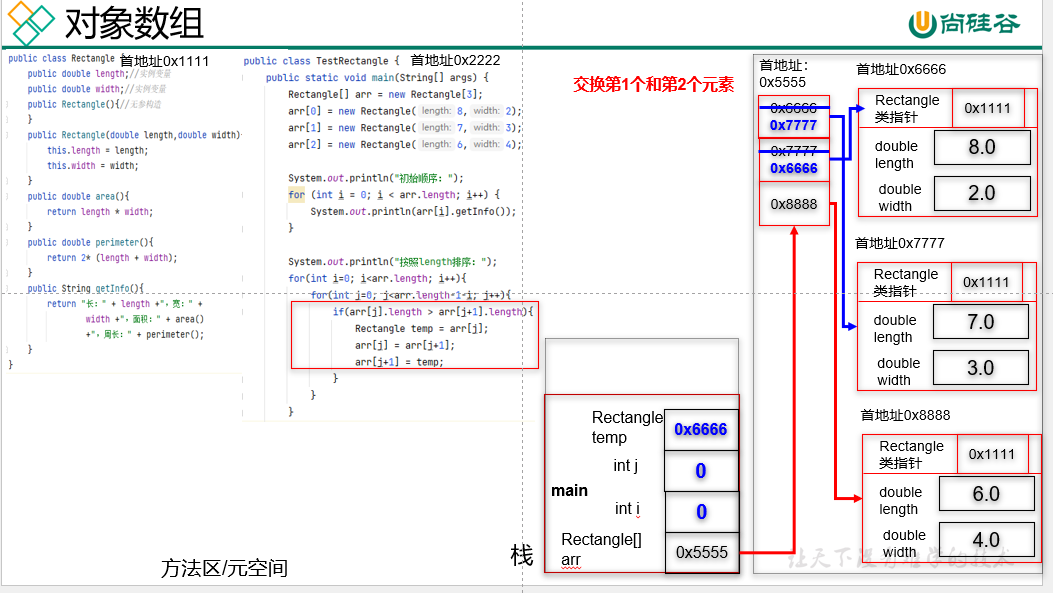 对象数组
尚硅谷
public class Rectangle {
首地址0x1111
public double length;//实例变量
public double width;//实例变量
public Rectangle(){//无参构造
}
public Rectangle(double length,double width)
this.length = length;
this.width = width;
}
public double area(){
return length * width;
}
public double perimeter(){
return 2* (length + width);
}
public String getInfo(){
return "长：" + length +"，宽：" +
width +"，面积：" + area()
+"，周长：" + perimeter();
}
}
public class TestRectangle {
首地址0x2222
public static void main(String[] args) {
Rectangle[] arr = new Rectangle[3];
arr[0] = new Rectangle( length: 8, width: 2);
arr[1] = new Rectangle( length: 7, width: 3);
arr[2] = new Rectangle( length: 6, width: 4);
System.out.println("初始顺序：");
for (int i = 0; i < arr.length; i++) {
System.out.println(arr[i].getInfo());
}
System.out.println("按照length排序：");
for(int i=0; i<arr.length; i++){
for(int j=0; j<arr.length-1-i; j++){
if(arr[j].length > arr[j+1].length){
Rectangle temp = arr[j];
arr[j] = arr[j+1];
arr[j+1] = temp;
}
}
}
交换第1个和第2个元素
方法区/元空间
栈
main
Rectangle
temp
0x6666
int j
0
int i
0
Rectangle[]
arr
0x5555
首地址：
0x5555
0x6666
0x7777
0x7777
0x6666
0x8888
首地址0x6666
Rectangle
类指针
0x1111
double
length
8.0
double
width
2.0
首地址0x7777
Rectangle
类指针
0x1111
double
length
7.0
double
width
3.0
首地址0x8888
Rectangle
类指针
0x1111
double
length
6.0
double
width
4.0
让天下没有难学的技术